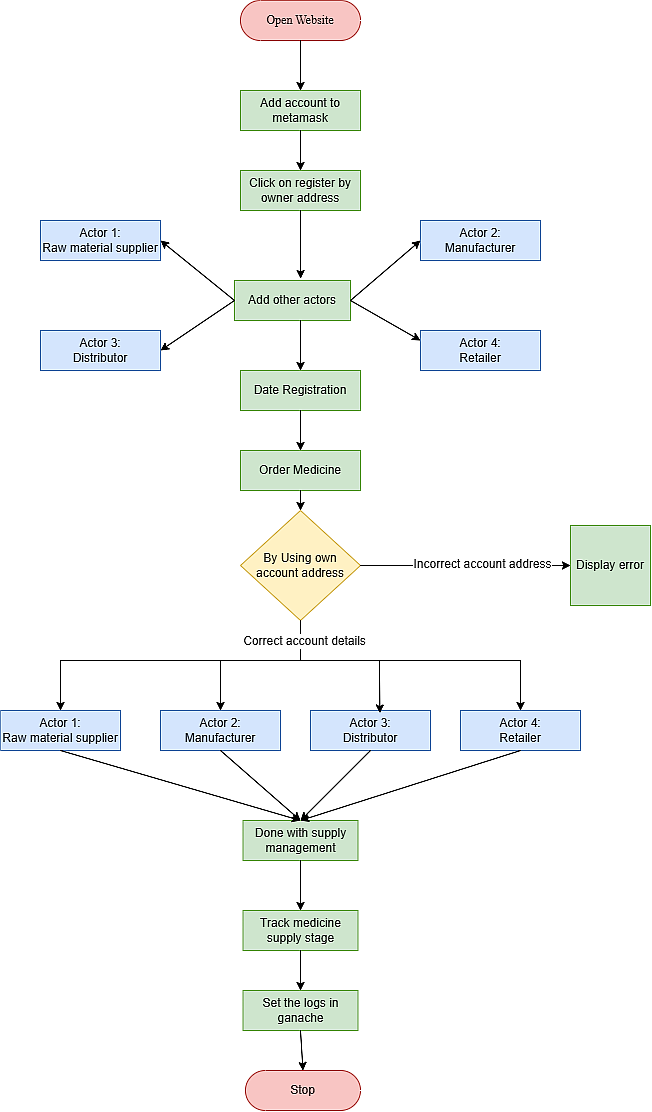 Open Website
Add account to
metamask
Click on register by
owner address
Actor 1:
Raw material supplier
Actor 2:
Manufacturer
Add other actors
Actor 3:
Distributor
Actor 4:
Retailer
Date Registration
Order Medicine
By Using own
account address
Incorrect account address
Display error
Correct account details
Actor 1:
Raw material supplier
Actor 2:
Manufacturer
Actor 3:
Distributor
Actor 4:
Retailer
Done with supply
management
Track medicine
supply stage
Set the logs in
ganache
Stop